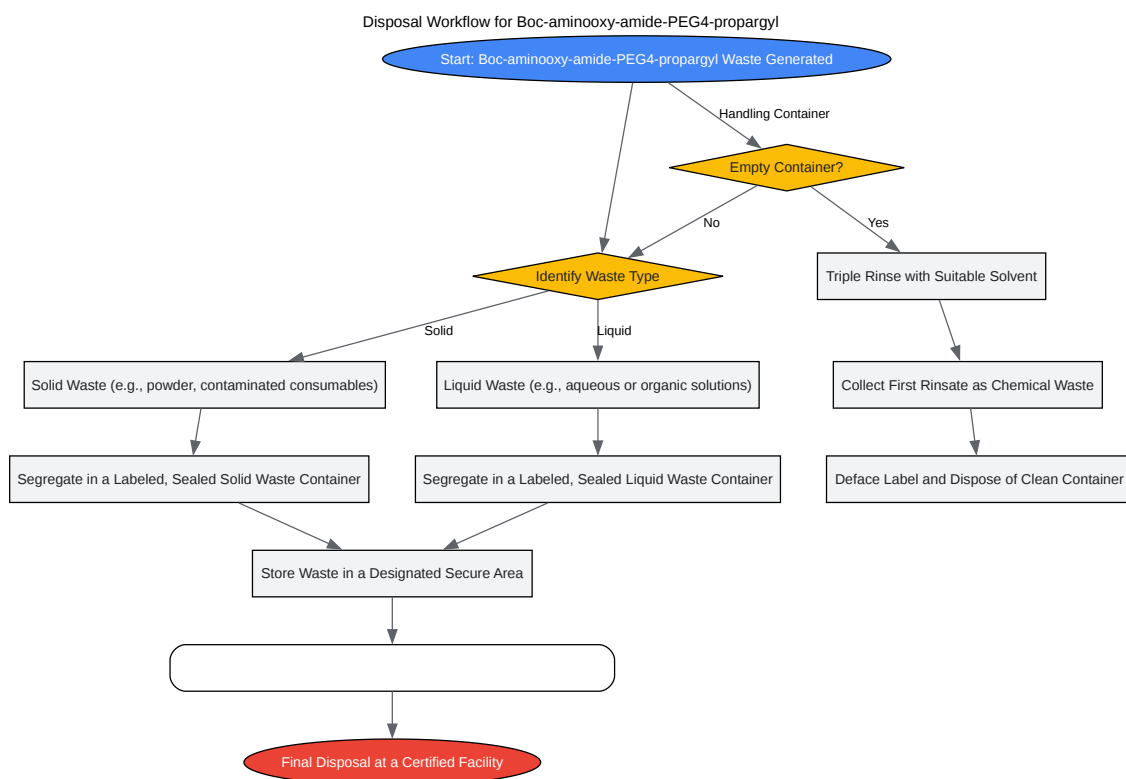 Disposal Workflow for Boc-aminooxy-amide-PEG4-propargyl
Start: Boc-aminooxy-amide-PEG4-propargyl Waste Generated
Handling Container
Empty Container?
No
Yes
Identify Waste Type
Triple Rinse with Suitable Solvent
Solid
Liquid
Solid Waste (e.g., powder, contaminated consumables)
Liquid Waste (e.g., aqueous or organic solutions)
Collect First Rinsate as Chemical Waste
Segregate in a Labeled, Sealed Solid Waste Container
Segregate in a Labeled, Sealed Liquid Waste Container
Deface Label and Dispose of Clean Container
Store Waste in a Designated Secure Area
Final Disposal at a Certified Facility